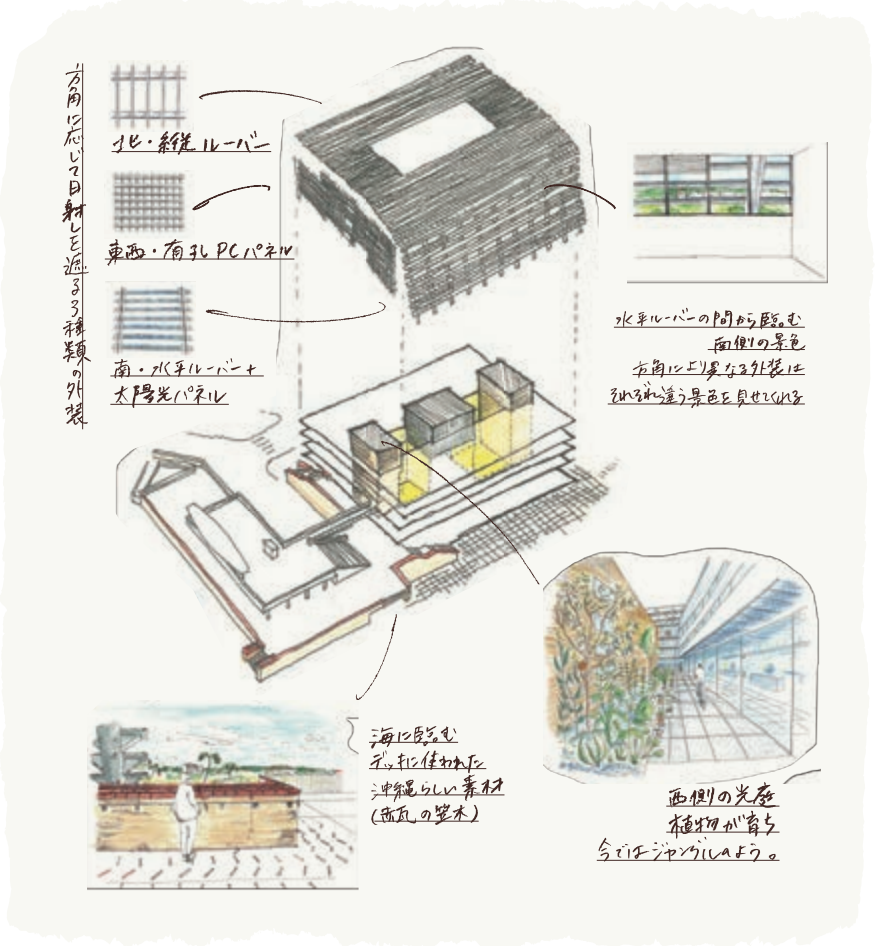 方角に応じて日射しを遮る3種類の外装
北・縦ルーバー
東西・有孔PCパネル
南・水平ルーバー+
太陽光パネル
水平ルーバーの間から臨む
南側の景色
方角により異なる外装は
それぞれ違う景色を見せてくれる
海に臨む
デッキに使われた
沖縄らしい素材
(赤瓦の笠木)
西側の光庭
植物が育ち
今ではジャングルのよう。